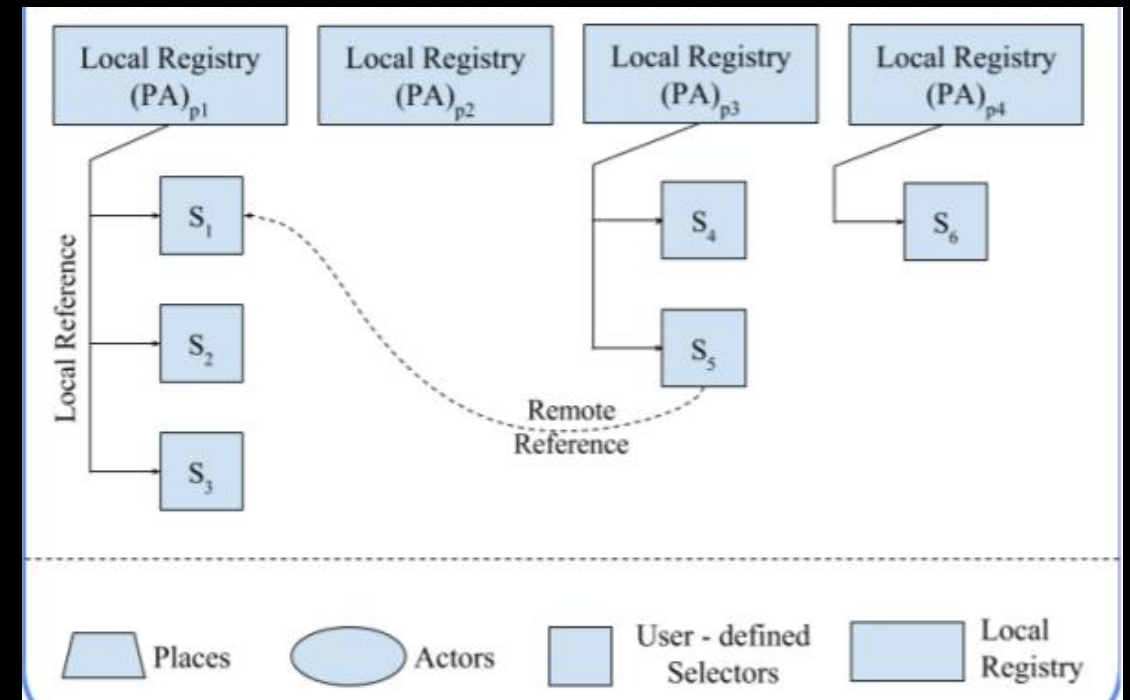 Local Registry
(PA)p1
Local Registry
(PA)p2
Local Registry
(PA)p3
Local Registry
(PA)p4
Local Reference
S1
S2
S3
S4
S5
S6
Remote
Reference
Places
Actors
User - defined
Selectors
Local
Registry